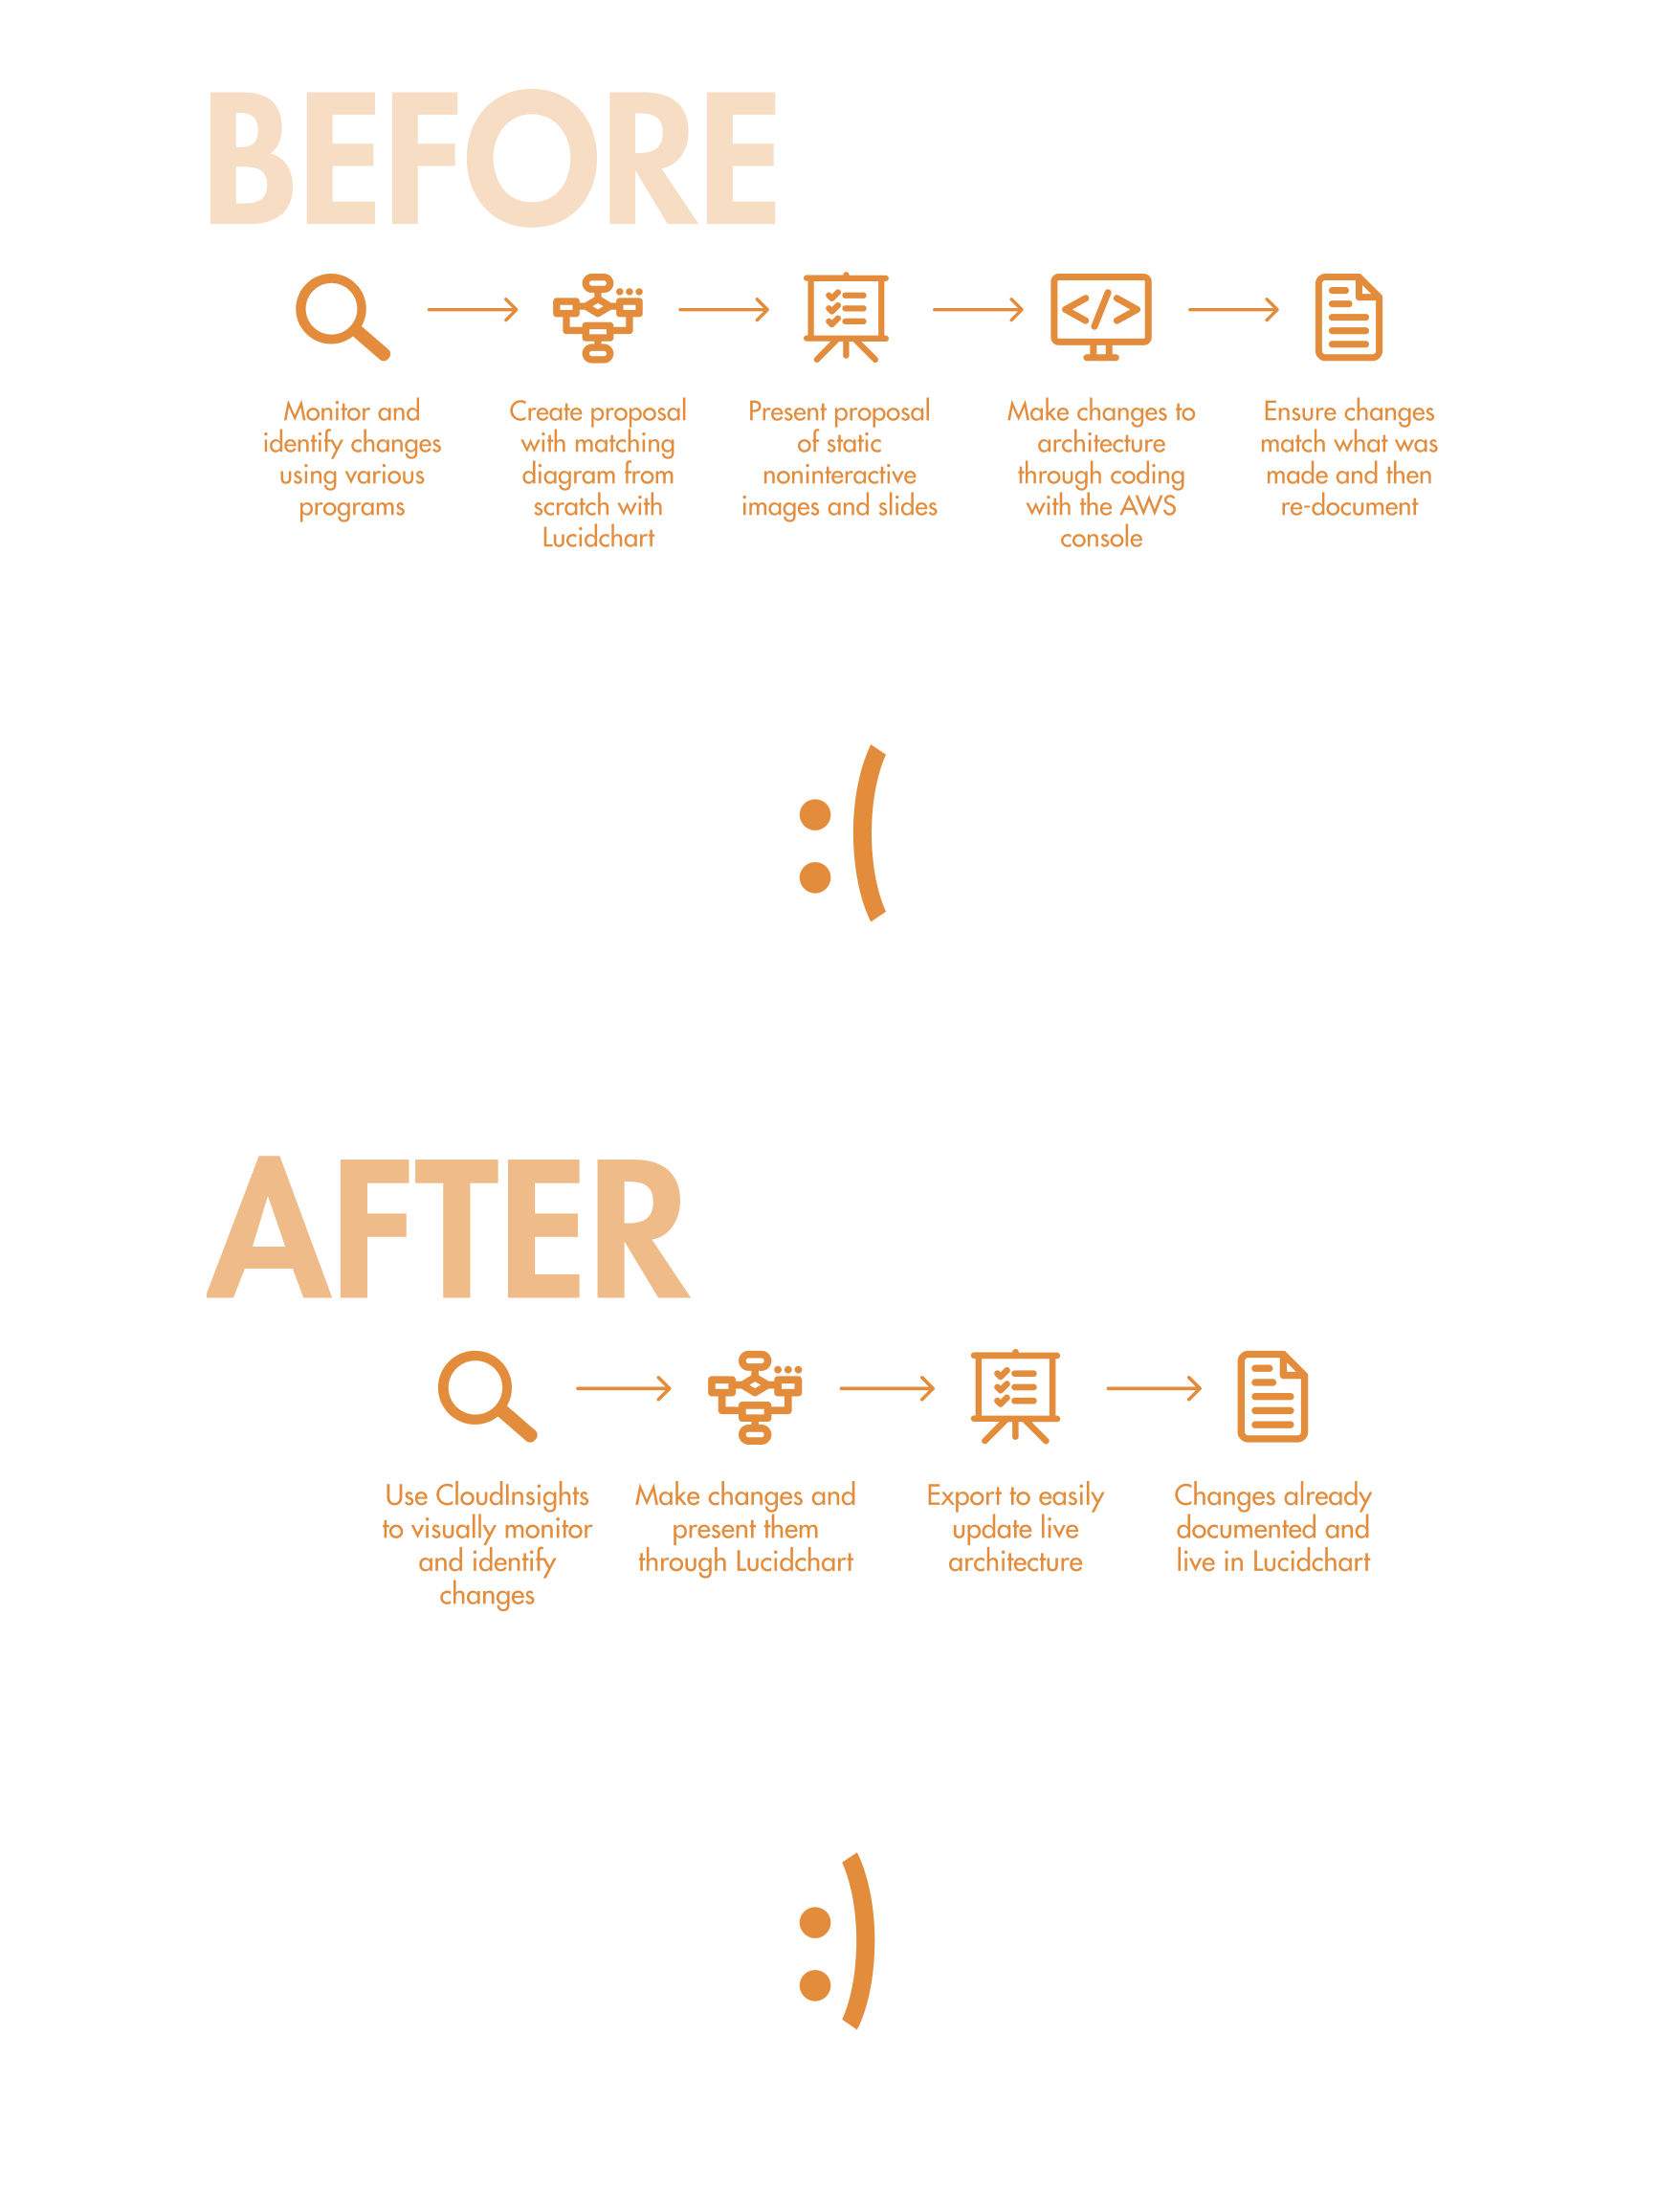 BEFORE
Monitor and
identify changes
using various
programs
Create proposal
with matching
diagram from
scratch with
Lucidchart
Present proposal
of static
noninteractive
images and slides
Make changes to
architecture
through coding
with the AWS
console
Ensure changes
match what was
made and then
re-document
:(
AFTER
Use CloudInsights
to visually monitor
and identify
changes
Make changes and
present them
through Lucidchart
Export to easily
update live
architecture
Changes already
documented and
live in Lucidchart
:)